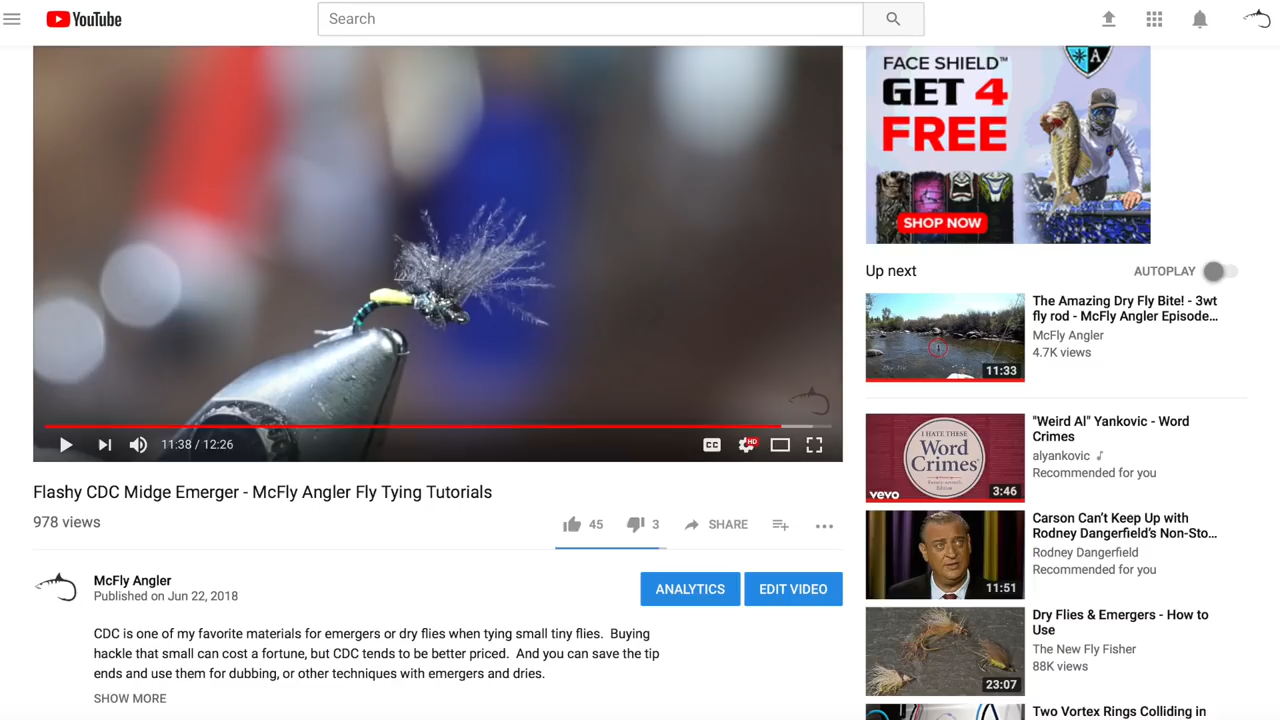 YouTube
Search
FACE SHIELD™
GET 4
FREE
A
SHOP NOW
11:38 / 12:26
CC
HD
Flashy CDC Midge Emerger - McFly Angler Fly Tying Tutorials
978 views
45
3
SHARE
McFly Angler
Published on Jun 22, 2018
ANALYTICS
EDIT VIDEO
CDC is one of my favorite materials for emergers or dry flies when tying small tiny flies.  Buying
hackle that small can cost a fortune, but CDC tends to be better priced.  And you can save the tip
ends and use them for dubbing, or other techniques with emergers and dries.
SHOW MORE
Up next
AUTOPLAY
11:33
The Amazing Dry Fly Bite! - 3wt
fly rod - McFly Angler Episode...
McFly Angler
4.7K views
I HATE THESE
Word
Crimes
vevo
3:46
"Weird Al" Yankovic - Word
Crimes
alyankovic
Recommended for you
11:51
Carson Can't Keep Up with
Rodney Dangerfield's Non-Sto...
Rodney Dangerfield
Recommended for you
23:07
Dry Flies & Emergers - How to
Use
The New Fly Fisher
88K views
Two Vortex Rings Colliding in